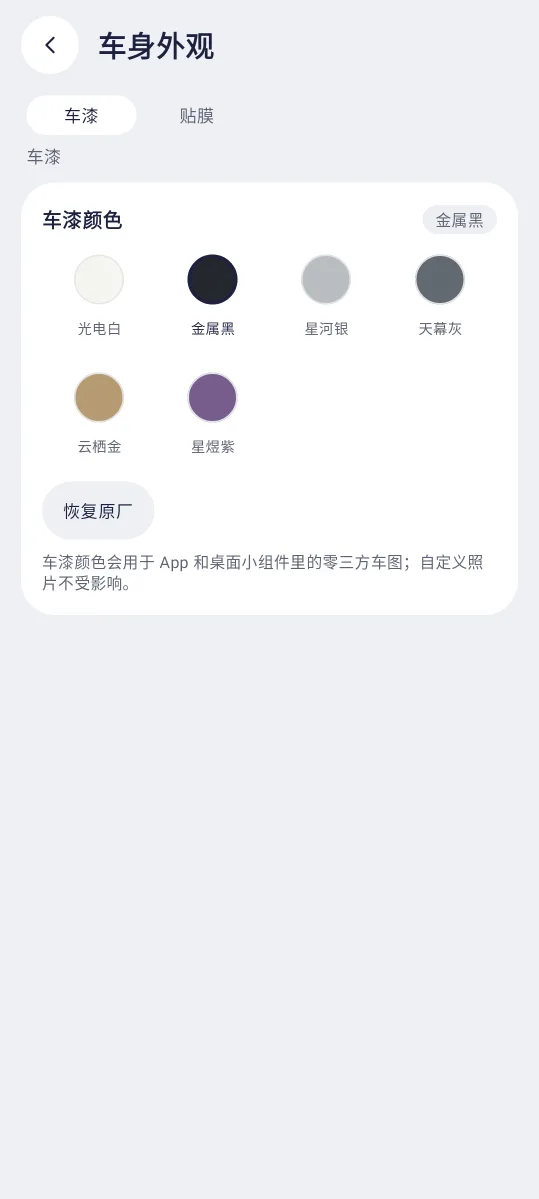 车身外观
车漆 贴膜
车漆
车漆颜色 金属黑
光电白 金属黑 星河银 天幕灰
云栖金 星煜紫
恢复原厂
车漆颜色会用于 App 和桌面小组件里的零三方车图；自定义照
片不受影响。